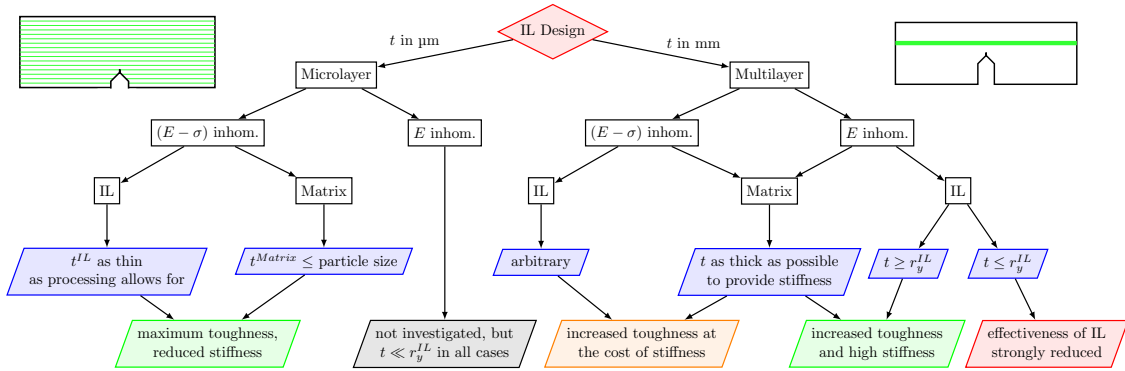 IL Design
t in µm
t in mm
Microlayer
Multilayer
(E − σ) inhom.
E inhom.
(E − σ) inhom.
E inhom.
IL
Matrix
IL
Matrix
IL
t^{IL} as thin
as processing allows for
t^{Matrix} ≤ particle size
arbitrary
t as thick as possible
to provide stiffness
t ≥ r_y^{IL}
t ≤ r_y^{IL}
maximum toughness,
reduced stiffness
not investigated, but
t ≪ r_y^{IL} in all cases
increased toughness at
the cost of stiffness
increased toughness
and high stiffness
effectiveness of IL
strongly reduced